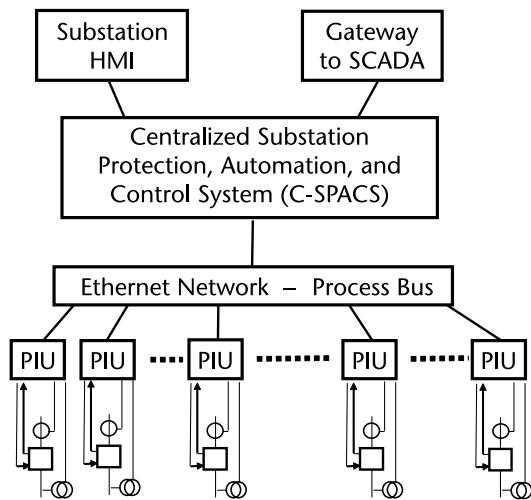 Substation
HMI
Gateway
to SCADA
Centralized Substation
Protection, Automation, and
Control System (C-SPACS)
Ethernet Network – Process Bus
PIU
PIU
PIU
PIU
PIU